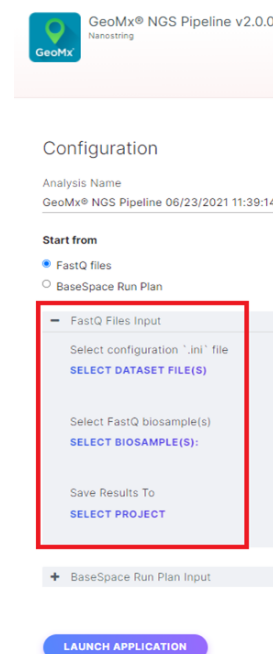 GeoMx® NGS Pipeline v2.0.0
Nanostring
GeoMx®
Configuration
Analysis Name
GeoMx® NGS Pipeline 06/23/2021 11:39:14
Start from
FastQ files
BaseSpace Run Plan
− FastQ Files Input
Select configuration `.ini` file
SELECT DATASET FILE(S)
Select FastQ biosample(s)
SELECT BIOSAMPLE(S):
Save Results To
SELECT PROJECT
+ BaseSpace Run Plan Input
LAUNCH APPLICATION